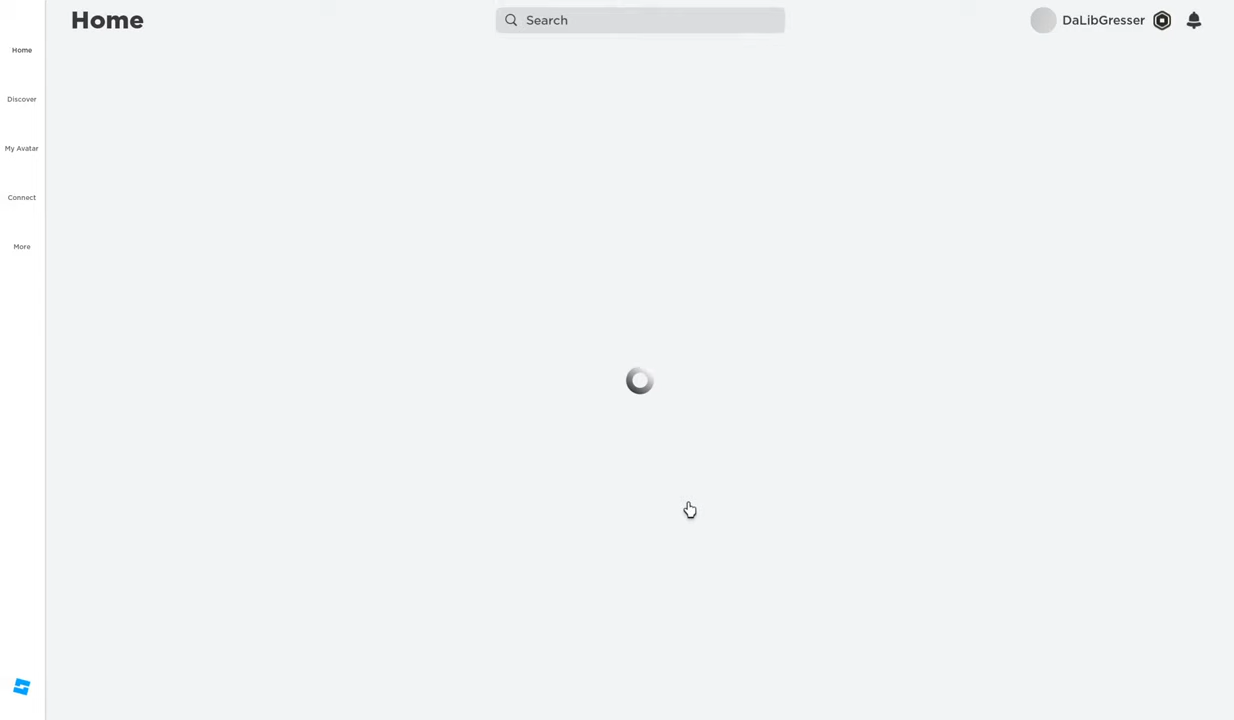 Home
Search
DaLibGresser
Home
Discover
My Avatar
Connect
More